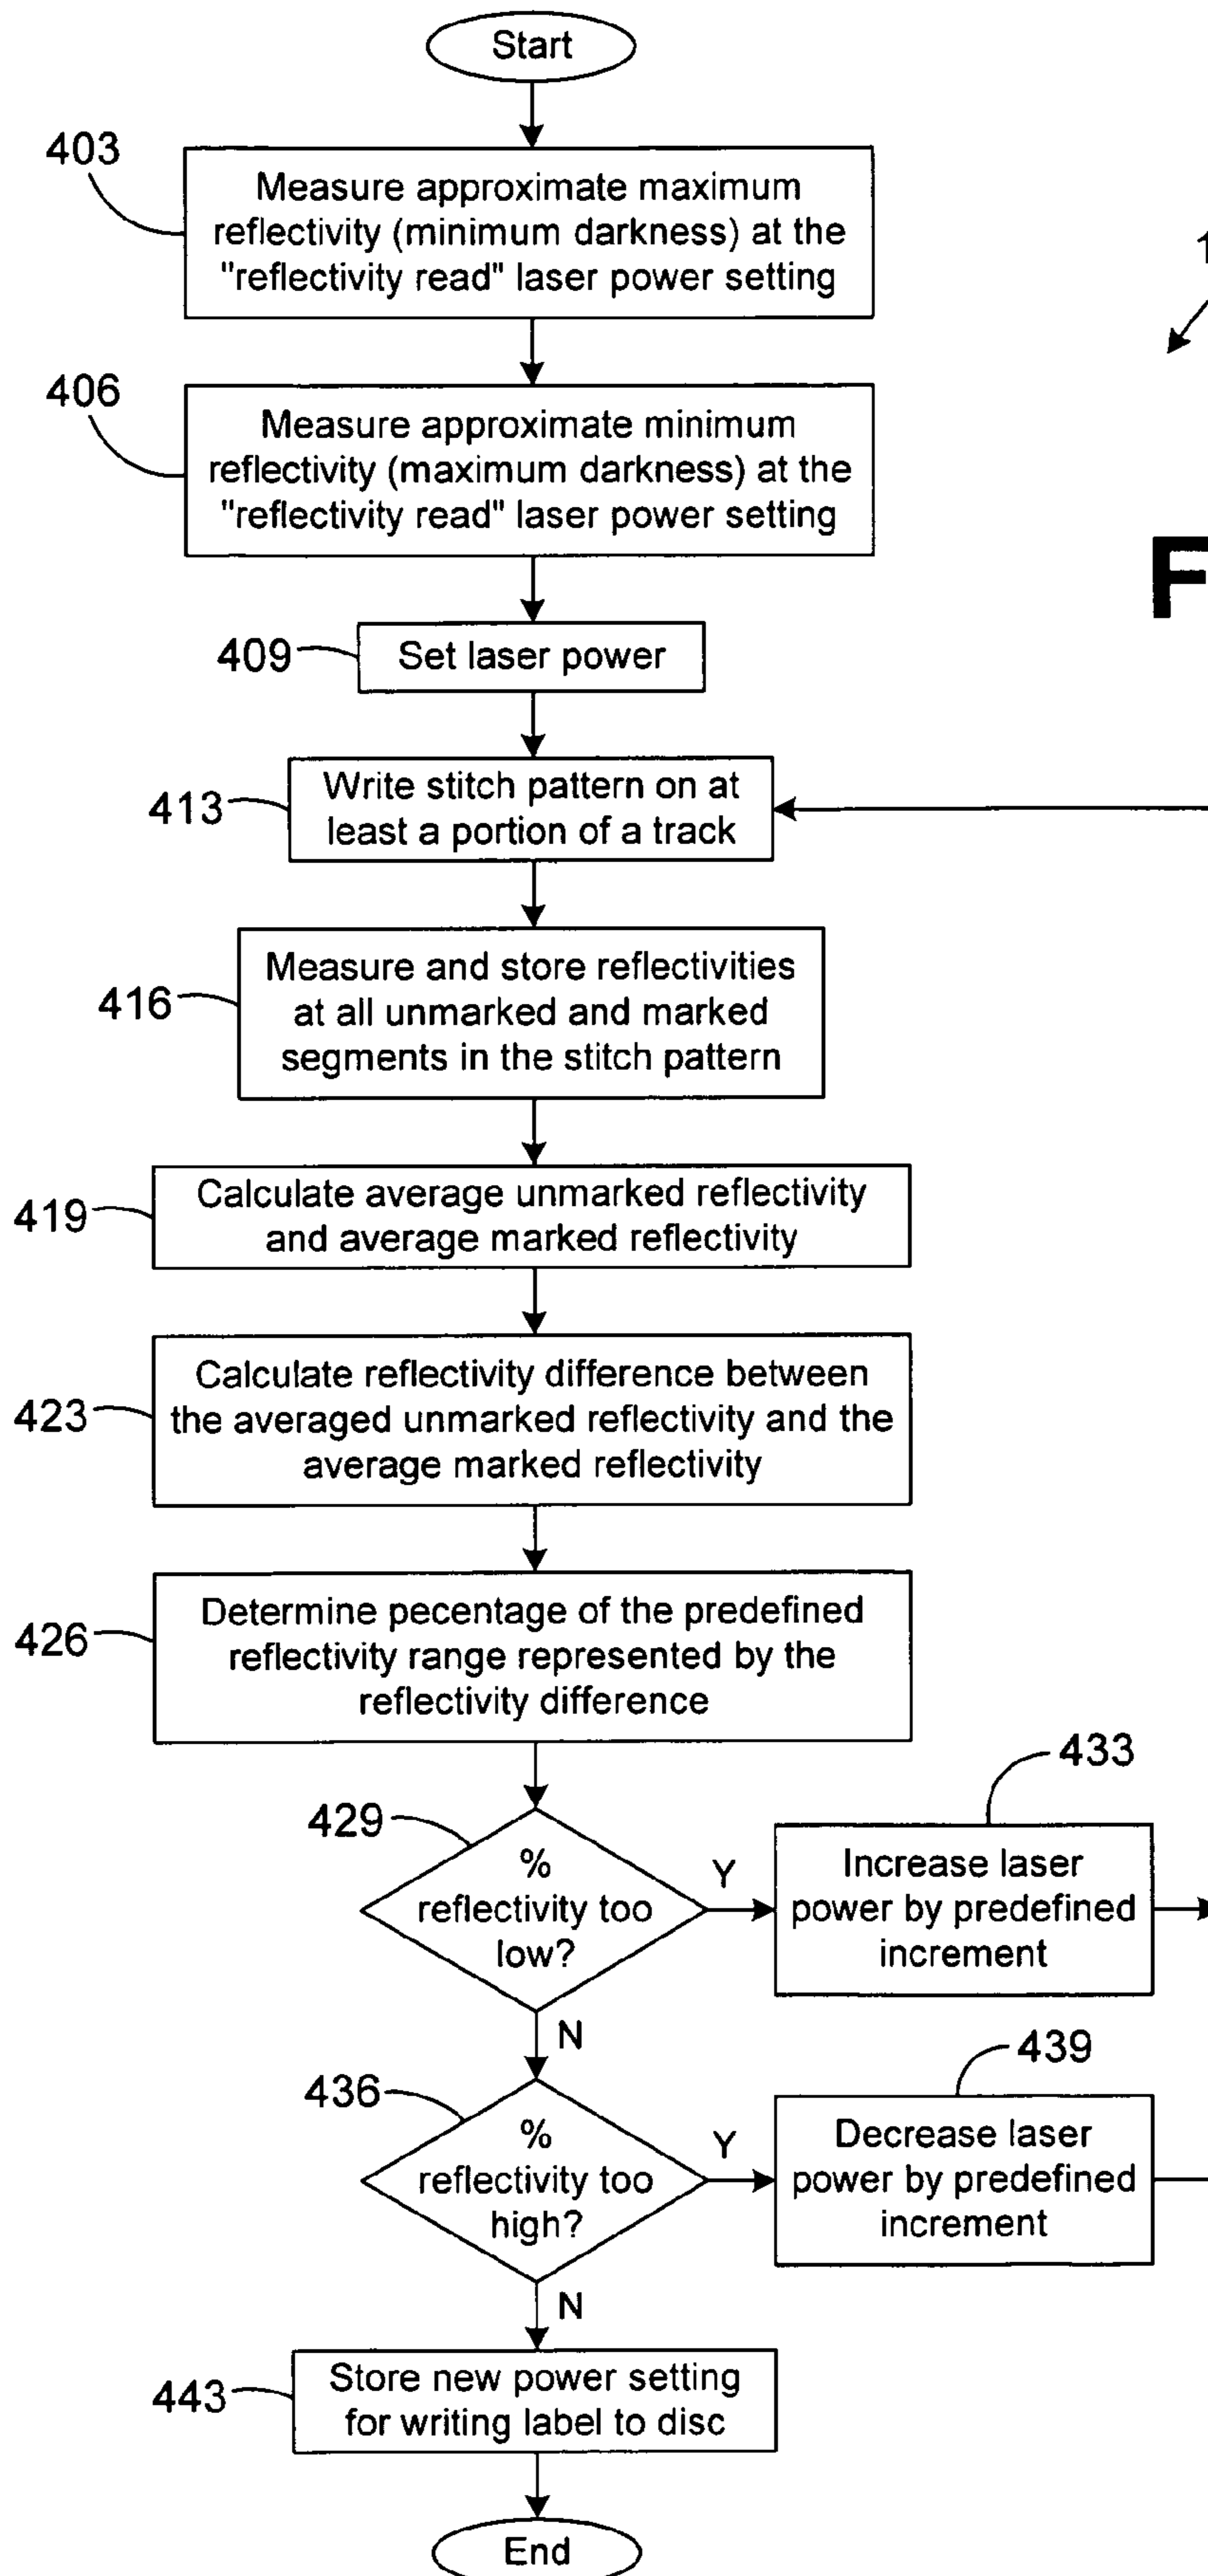 Start
403
Measure approximate maximum
reflectivity (minimum darkness) at the
"reflectivity read" laser power setting
1
406
Measure approximate minimum
reflectivity (maximum darkness) at the
"reflectivity read" laser power setting
F
409
Set laser power
413
Write stitch pattern on at
least a portion of a track
416
Measure and store reflectivities
at all unmarked and marked
segments in the stitch pattern
419
Calculate average unmarked reflectivity
and average marked reflectivity
423
Calculate reflectivity difference between
the averaged unmarked reflectivity and the
average marked reflectivity
426
Determine pecentage of the predefined
reflectivity range represented by the
reflectivity difference
429
%
reflectivity too
low?
Y
433
Increase laser
power by predefined
increment
N
436
%
reflectivity too
high?
Y
439
Decrease laser
power by predefined
increment
N
443
Store new power setting
for writing label to disc
End